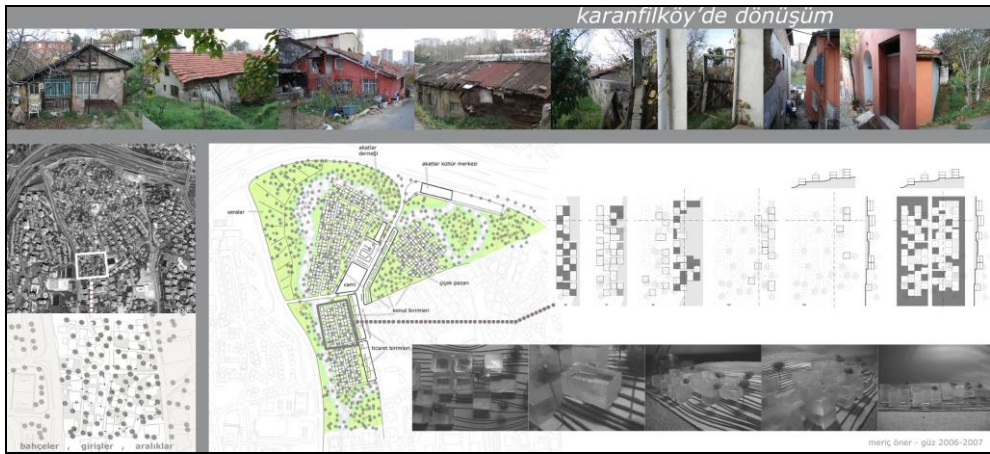 karanfilköy'de dönüşüm
akatlar
derneği
akatlar kültür merkezi
seralar
cami
çiçek pazarı
konut birimleri
ticaret birimleri
bahçeler , girişler , aralıklar
meriç öner - güz 2006-2007